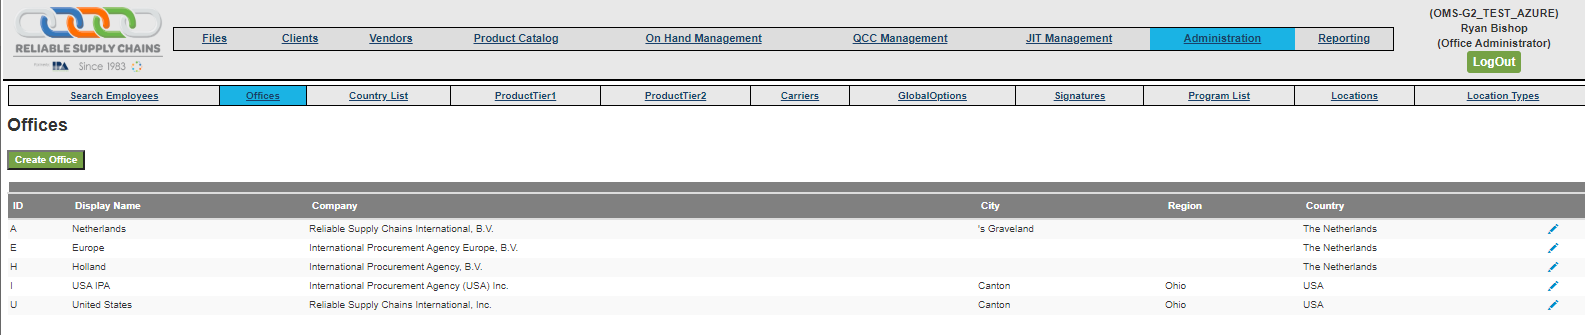 RELIABLE SUPPLY CHAINS
IPA Since 1983
Files Clients Vendors Product Catalog On Hand Management QCC Management JIT Management Administration Reporting
(OMS-G2_TEST_AZURE)
Ryan Bishop
(Office Administrator)
LogOut
Search Employees Offices Country List ProductTier1 ProductTier2 Carriers GlobalOptions Signatures Program List Locations Location Types
Offices
Create Office
ID Display Name Company City Region Country
A Netherlands Reliable Supply Chains International, B.V. 's Graveland The Netherlands
E Europe International Procurement Agency Europe, B.V. The Netherlands
H Holland International Procurement Agency, B.V. The Netherlands
I USA IPA International Procurement Agency (USA) Inc. Canton Ohio USA
U United States Reliable Supply Chains International, Inc. Canton Ohio USA